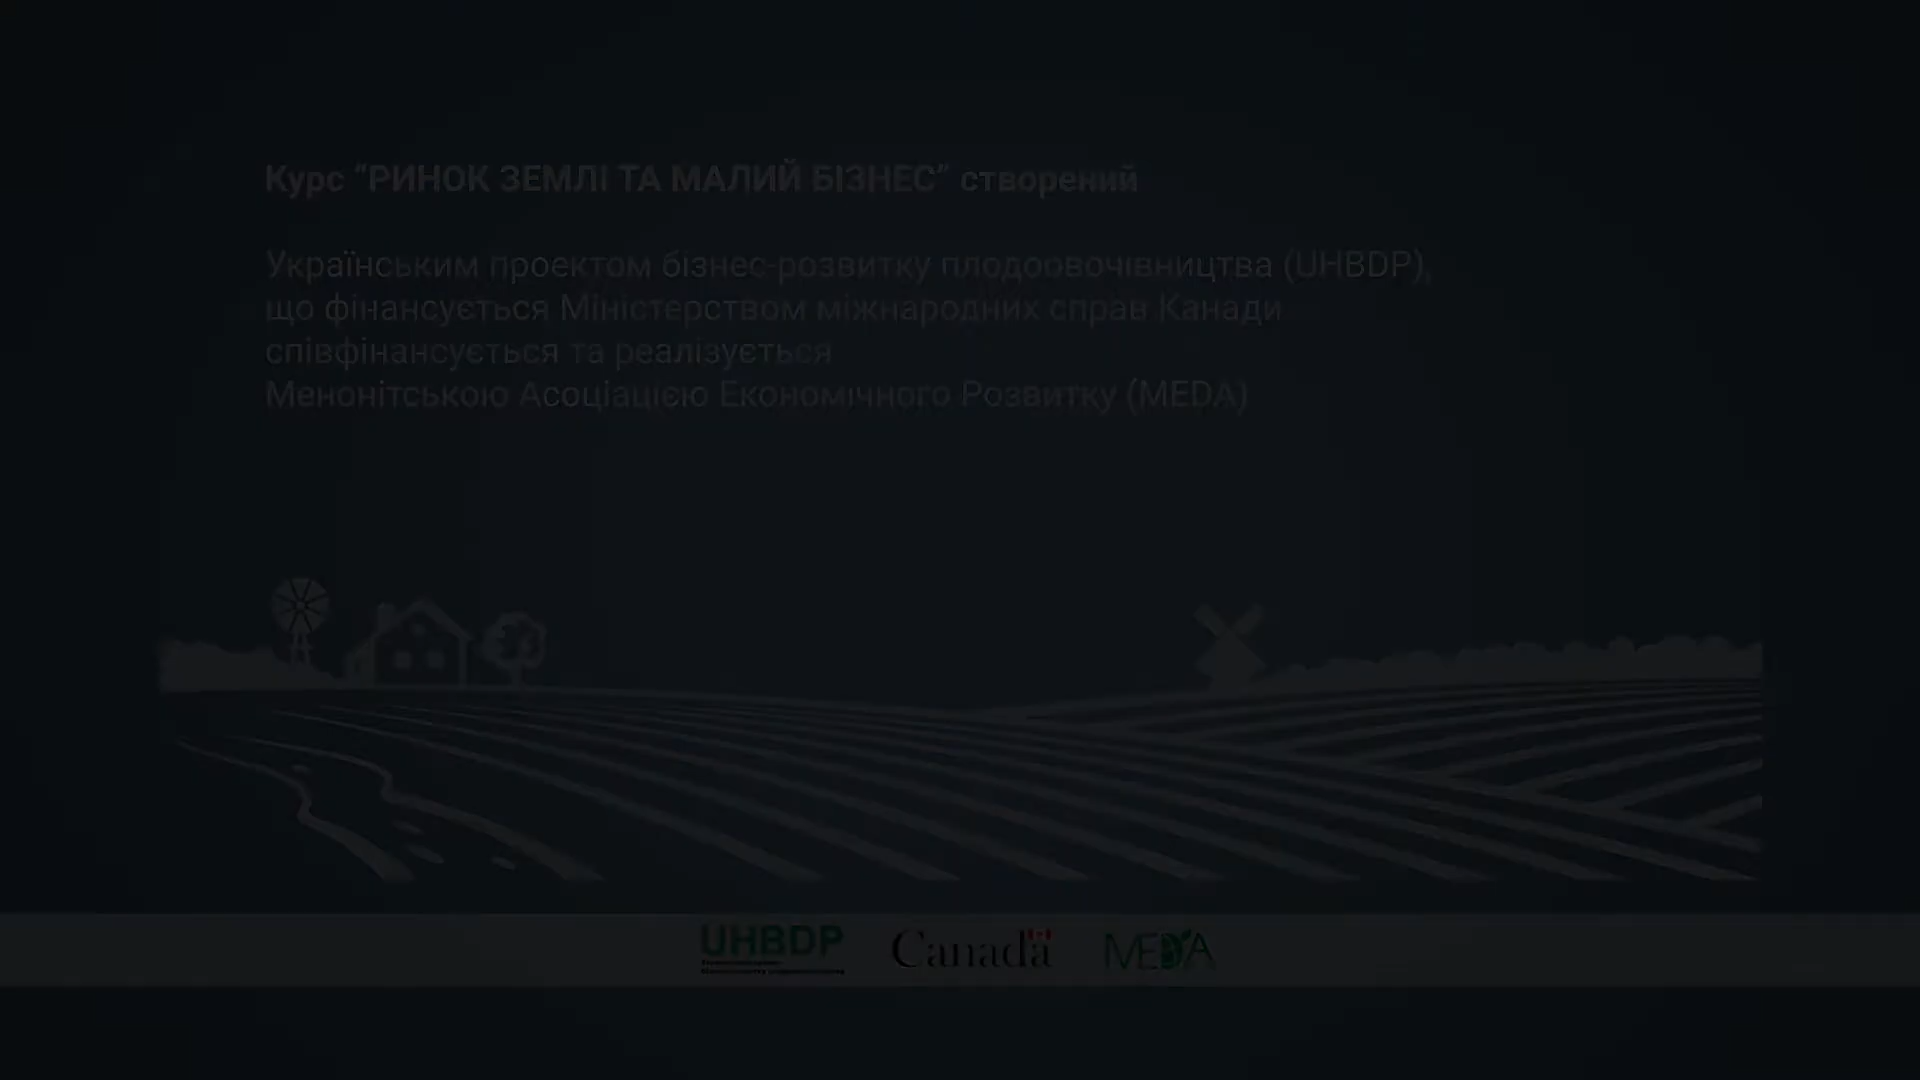 Курс “РИНОК ЗЕМЛІ ТА МАЛИЙ БІЗНЕС” створений
Українським проектом бізнес-розвитку плодоовочівництва (UHBDP),
що фінансується Міністерством міжнародних справ Канади
співфінансується та реалізується
Менонітською Асоціацією Економічного Розвитку (MEDA)
UHBDP
Canada
MEDA